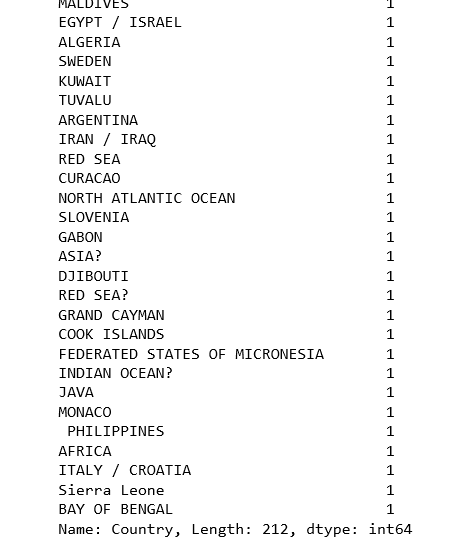 MALDIVES 1
EGYPT / ISRAEL 1
ALGERIA 1
SWEDEN 1
KUWAIT 1
TUVALU 1
ARGENTINA 1
IRAN / IRAQ 1
RED SEA 1
CURACAO 1
NORTH ATLANTIC OCEAN 1
SLOVENIA 1
GABON 1
ASIA? 1
DJIBOUTI 1
RED SEA? 1
GRAND CAYMAN 1
COOK ISLANDS 1
FEDERATED STATES OF MICRONESIA 1
INDIAN OCEAN? 1
JAVA 1
MONACO 1
 PHILIPPINES 1
AFRICA 1
ITALY / CROATIA 1
Sierra Leone 1
BAY OF BENGAL 1
Name: Country, Length: 212, dtype: int64